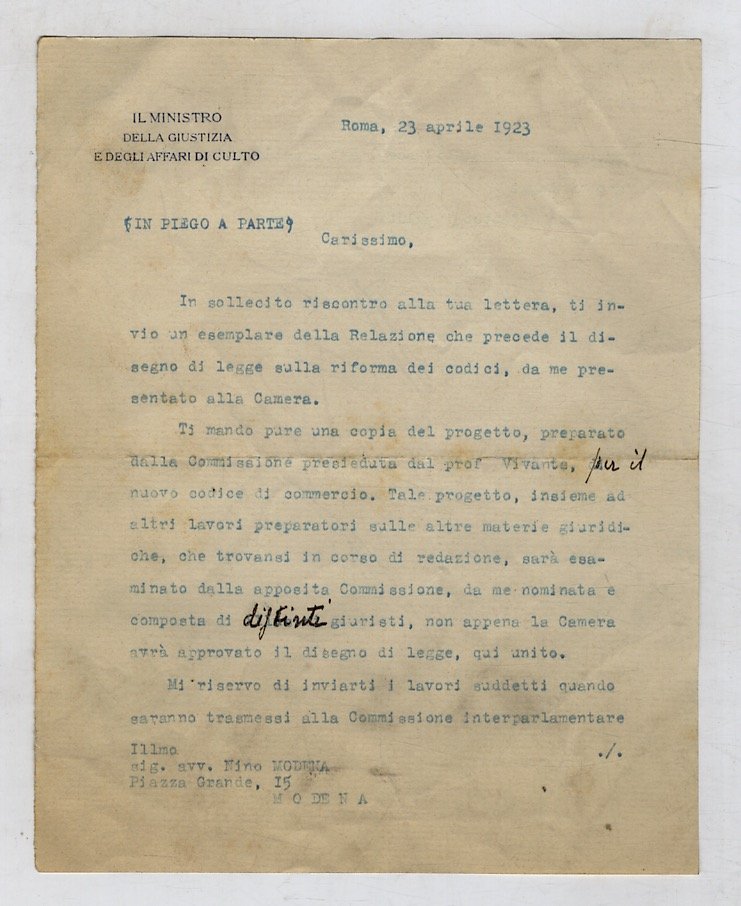 IL MINISTRO
DELLA GIUSTIZIA
E DEGLI AFFARI DI CULTO
Roma, 23 aprile 1923
(IN PIEGO A PARTE)
Carissimo,
In sollecito riscontro alla tua lettera, ti in-
vio un esemplare della Relazione che precede il di-
segno di legge sulla riforma dei codici, da me pre-
sentato alla Camera.
Ti mando pure una copia del progetto, preparato
dalla Commissione presieduta dal prof Vivante, per il
nuovo codice di commercio. Tale progetto, insieme ad
altri lavori preparatori sulle altre materie giuridi-
che, che trovansi in corso di redazione, sarà esa-
minato dalla apposita Commissione, da me nominata e
composta di distinti giuristi, non appena la Camera
avrà approvato il disegno di legge, qui unito.
Mi riservo di inviarti i lavori suddetti quando
saranno trasmessi alla Commissione interparlamentare
./.
Illmo
sig. avv. Nino MODENA
Piazza Grande, 15
MODENA